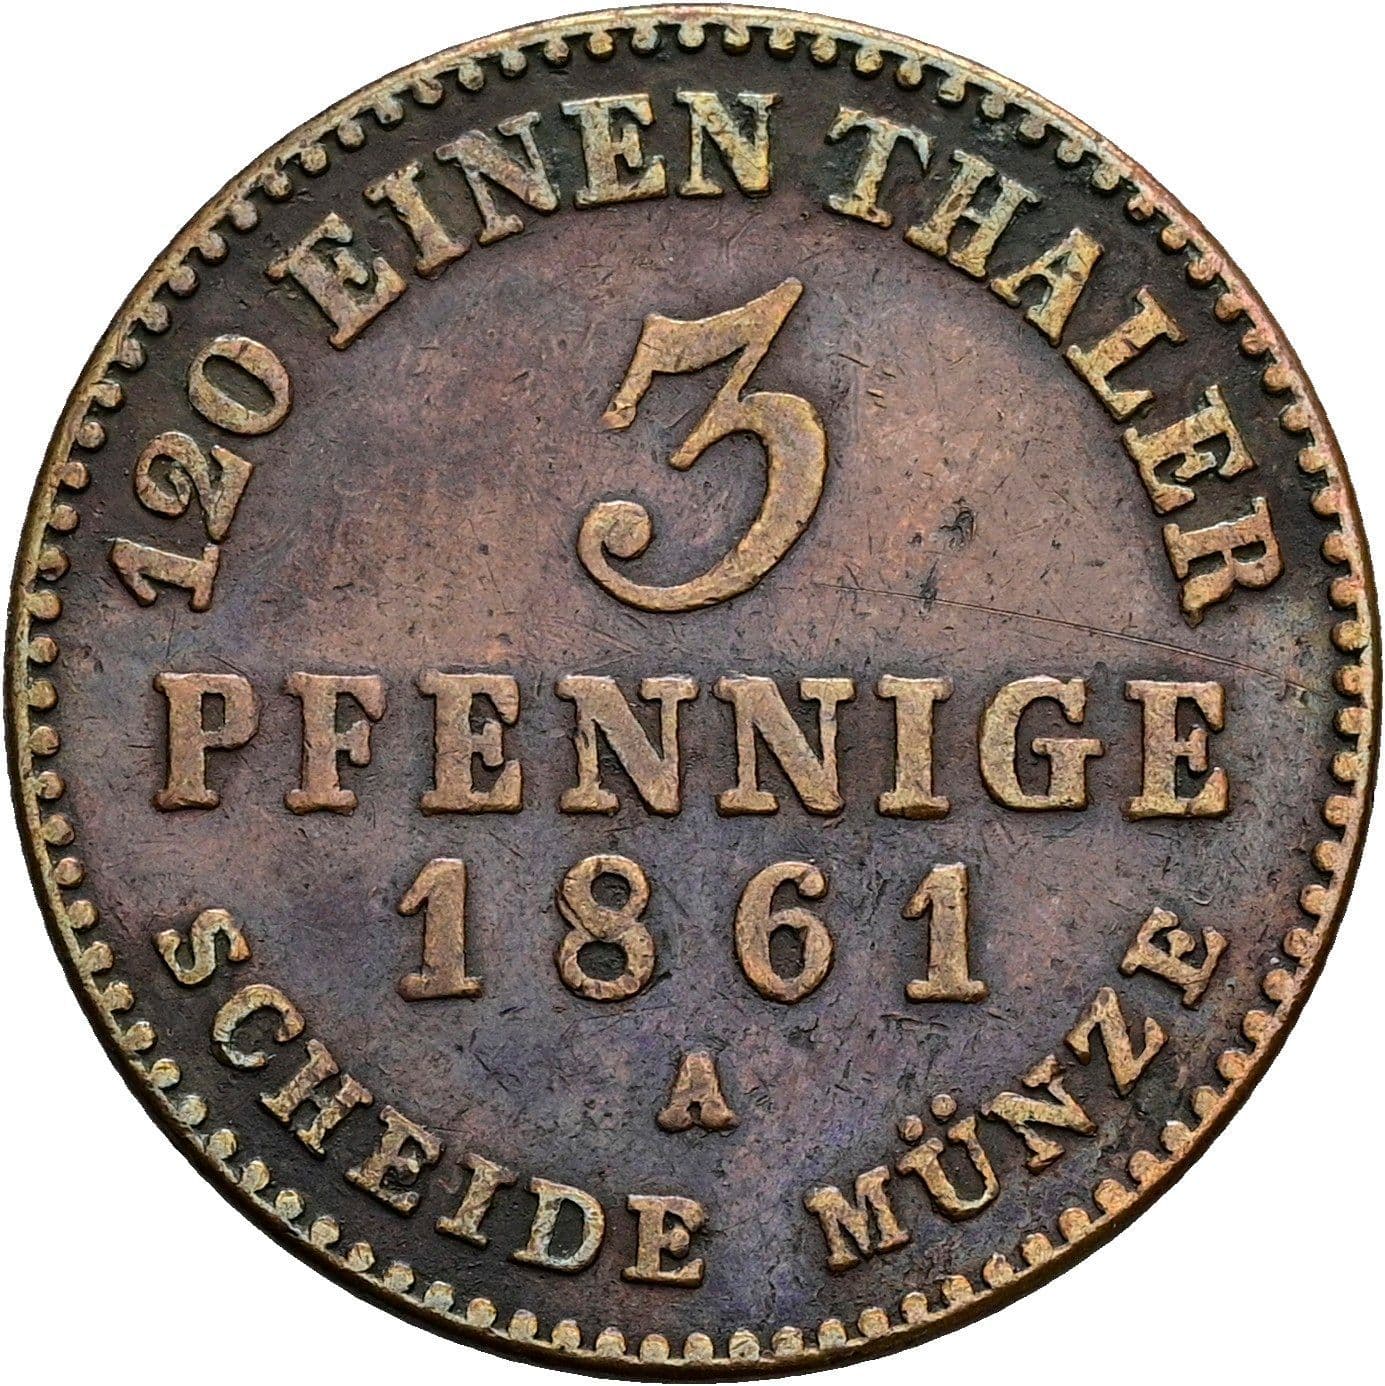 120 EINEN THALER
3
PFENNIGE
1861
A
SCHEIDE MÜNZE